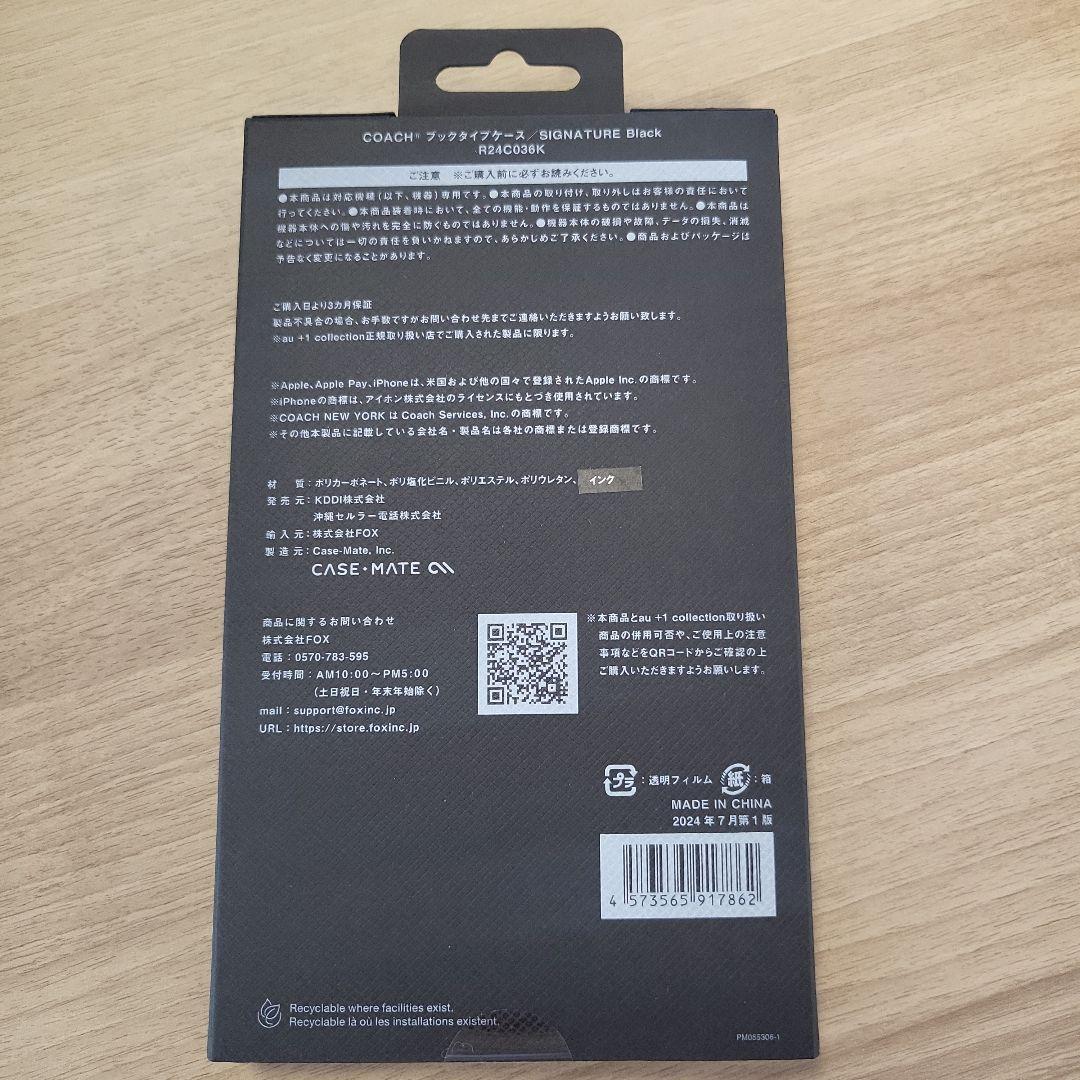 COACH® ブックタイプケース／SIGNATURE Black
R24C036K
ご注意　※ご購入前に必ずお読みください。
●本商品は対応機種(以下、機器)専用です。●本商品の取り付け、取り外しはお客様の責任において
行ってください。●本商品装着時において、全ての機能・動作を保証するものではありません。●本商品は
機器本体への傷や汚れを完全に防ぐものではありません。●機器本体の破損や故障、データの損失、消滅
などについては一切の責任を負いかねますので、あらかじめご了承ください。●商品およびパッケージは
予告なく変更になることがあります。
ご購入日より3カ月保証
製品不具合の場合、お手数ですがお問い合わせ先までご連絡いただきますようお願い致します。
※au +1 collection正規取り扱い店でご購入された製品に限ります。
※Apple、Apple Pay、iPhoneは、米国および他の国々で登録されたApple Inc.の商標です。
※iPhoneの商標は、アイホン株式会社のライセンスにもとづき使用されています。
※COACH NEW YORK は Coach Services, Inc.の商標です。
※その他本製品に記載している会社名・製品名は各社の商標または登録商標です。
材　質：ポリカーボネート、ポリ塩化ビニル、ポリエステル、ポリウレタン、インク
発売元：KDDI株式会社
沖縄セルラー電話株式会社
輸入元：株式会社FOX
製造元：Case-Mate, Inc.
CASE・MATE
商品に関するお問い合わせ
株式会社FOX
電話：0570-783-595
受付時間：AM10:00～PM5:00
（土日祝日・年末年始除く）
mail：support@foxinc.jp
URL：https://store.foxinc.jp
※本商品とau +1 collection取り扱い
商品の併用可否や、ご使用上の注意
事項などをQRコードからご確認の上
ご購入いただきますようお願いします。
プラ：透明フィルム 紙：箱
MADE IN CHINA
2024年7月第1版
4 573565 917862
Recyclable where facilities exist.
Recyclable là où les installations existent.
PM055306-1